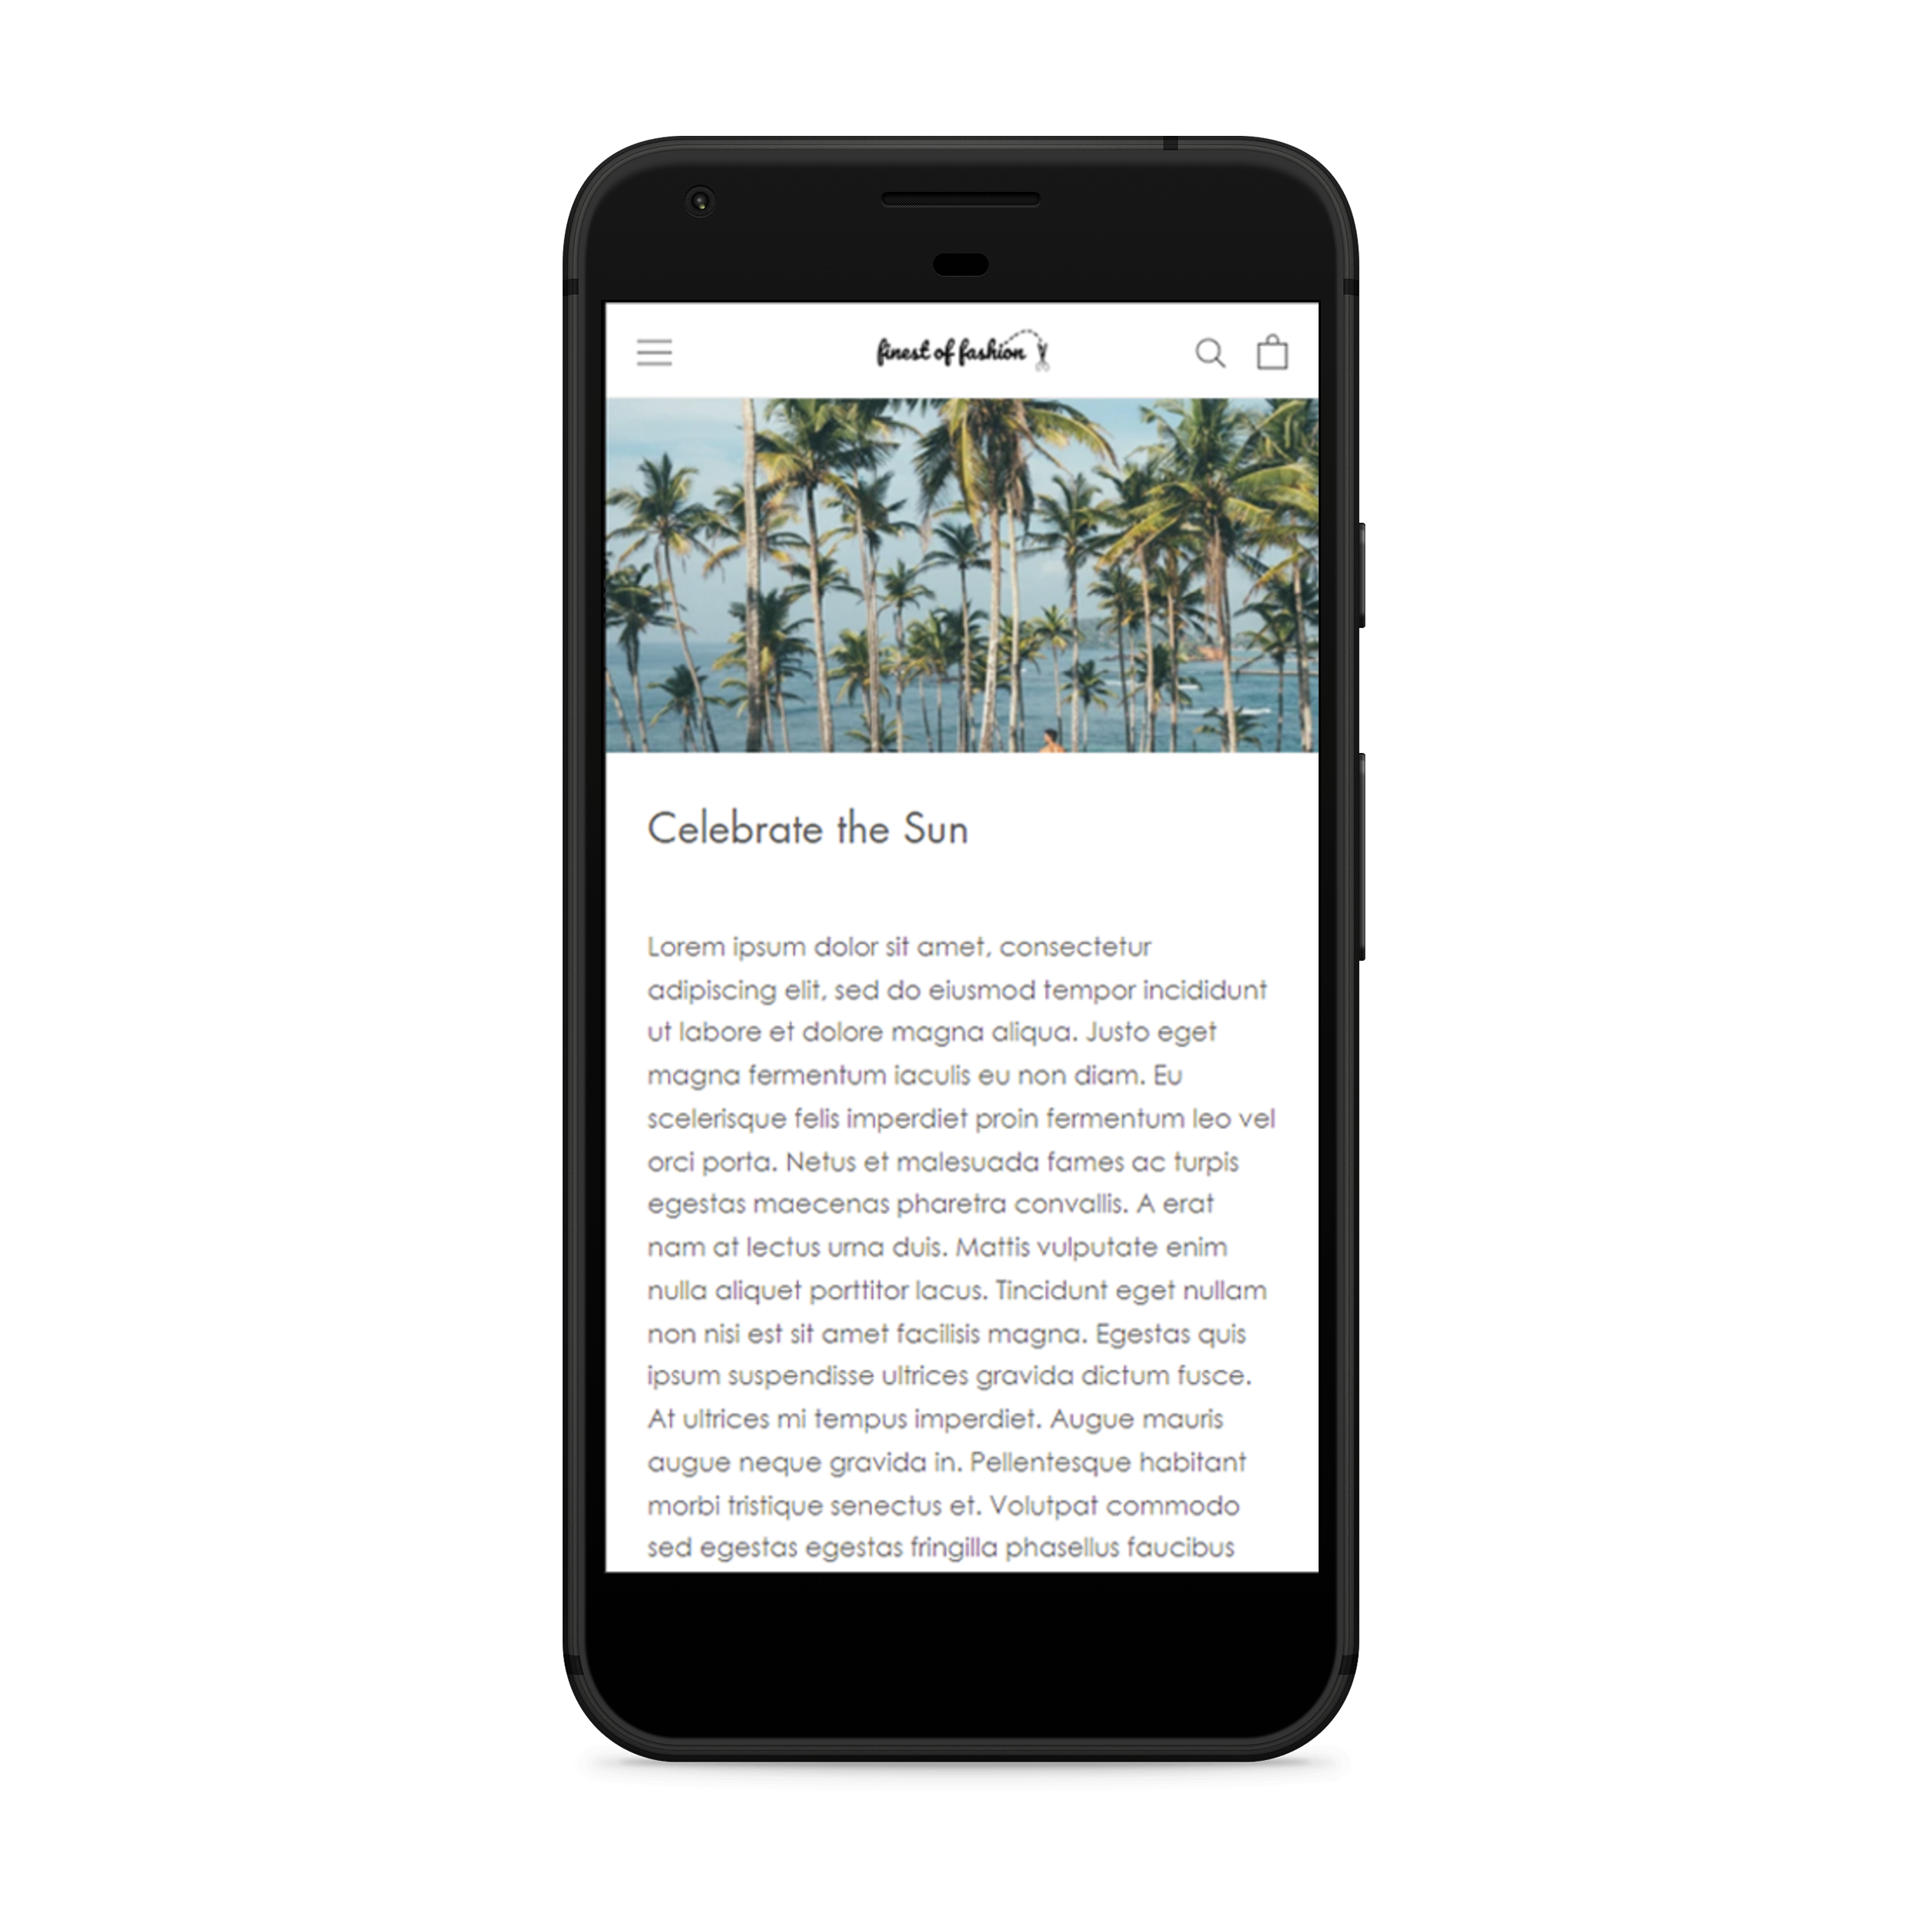 finest of fashion
Celebrate the Sun
Lorem ipsum dolor sit amet, consectetur
adipiscing elit, sed do eiusmod tempor incididunt
ut labore et dolore magna aliqua. Justo eget
magna fermentum iaculis eu non diam. Eu
scelerisque felis imperdiet proin fermentum leo vel
orci porta. Netus et malesuada fames ac turpis
egestas maecenas pharetra convallis. A erat
nam at lectus urna duis. Mattis vulputate enim
nulla aliquet porttitor lacus. Tincidunt eget nullam
non nisi est sit amet facilisis magna. Egestas quis
ipsum suspendisse ultrices gravida dictum fusce.
At ultrices mi tempus imperdiet. Augue mauris
augue neque gravida in. Pellentesque habitant
morbi tristique senectus et. Volutpat commodo
sed egestas egestas fringilla phasellus faucibus